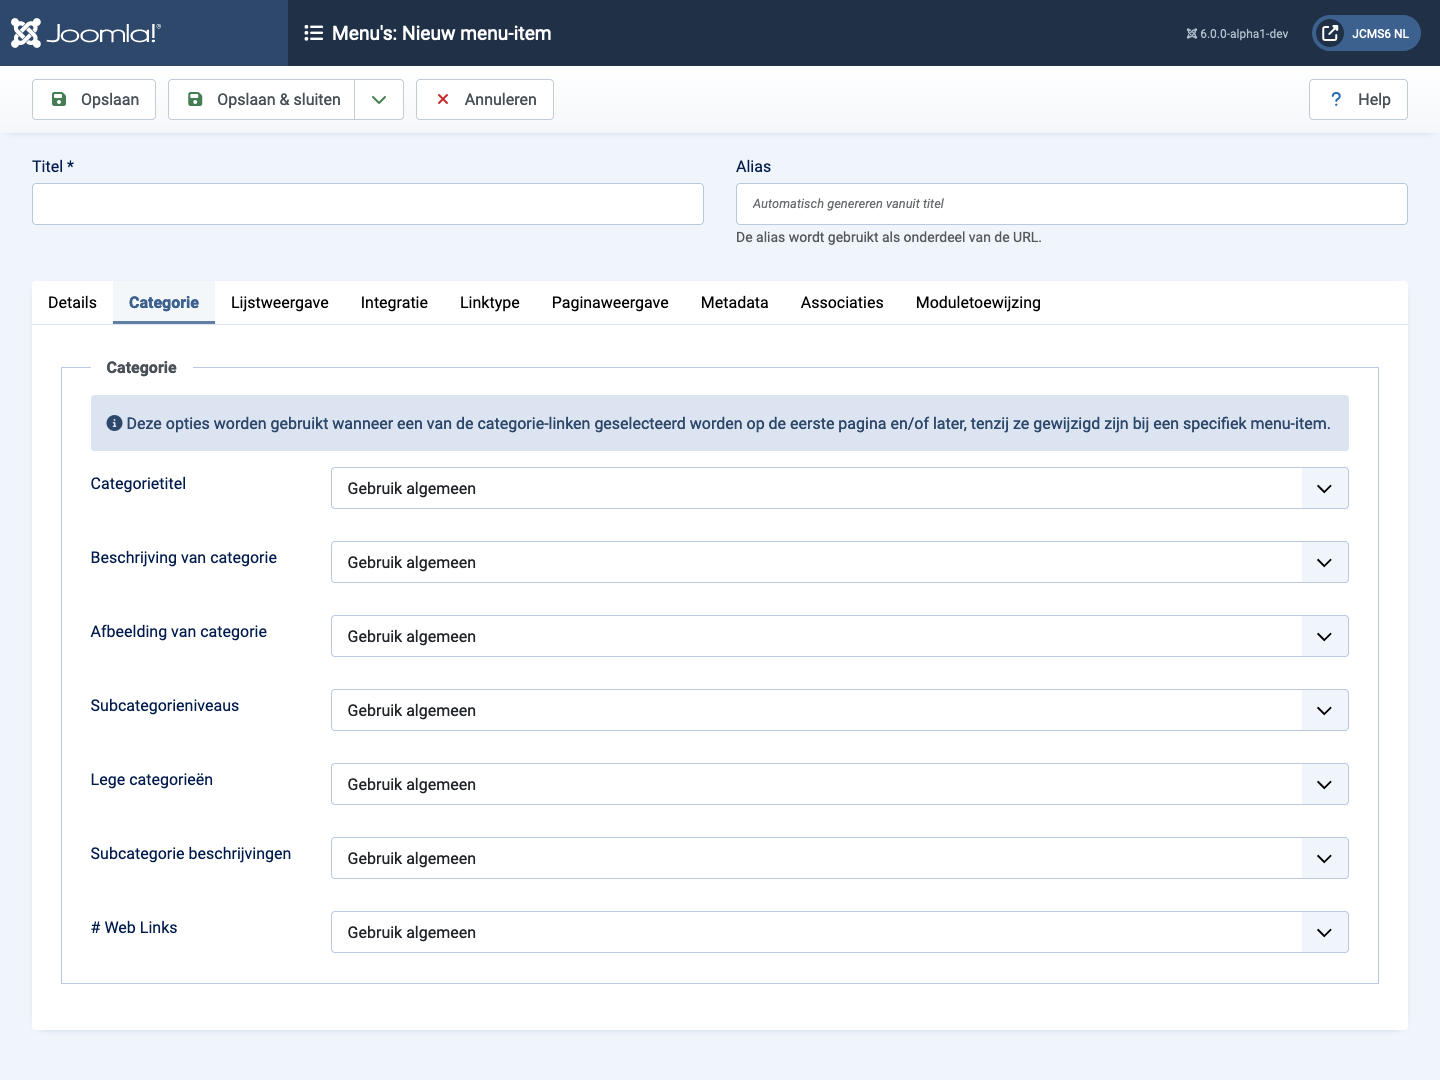 Joomla!®
Menu's: Nieuw menu-item
6.0.0-alpha1-dev
JCMS6 NL
Opslaan
Opslaan & sluiten
Annuleren
? Help
Titel *
Alias
Automatisch genereren vanuit titel
De alias wordt gebruikt als onderdeel van de URL.
Details Categorie Lijstweergave Integratie Linktype Paginaweergave Metadata Associaties Moduletoewijzing
Categorie
Deze opties worden gebruikt wanneer een van de categorie-linken geselecteerd worden op de eerste pagina en/of later, tenzij ze gewijzigd zijn bij een specifiek menu-item.
Categorietitel
Gebruik algemeen
Beschrijving van categorie
Gebruik algemeen
Afbeelding van categorie
Gebruik algemeen
Subcategorieniveaus
Gebruik algemeen
Lege categorieën
Gebruik algemeen
Subcategorie beschrijvingen
Gebruik algemeen
# Web Links
Gebruik algemeen